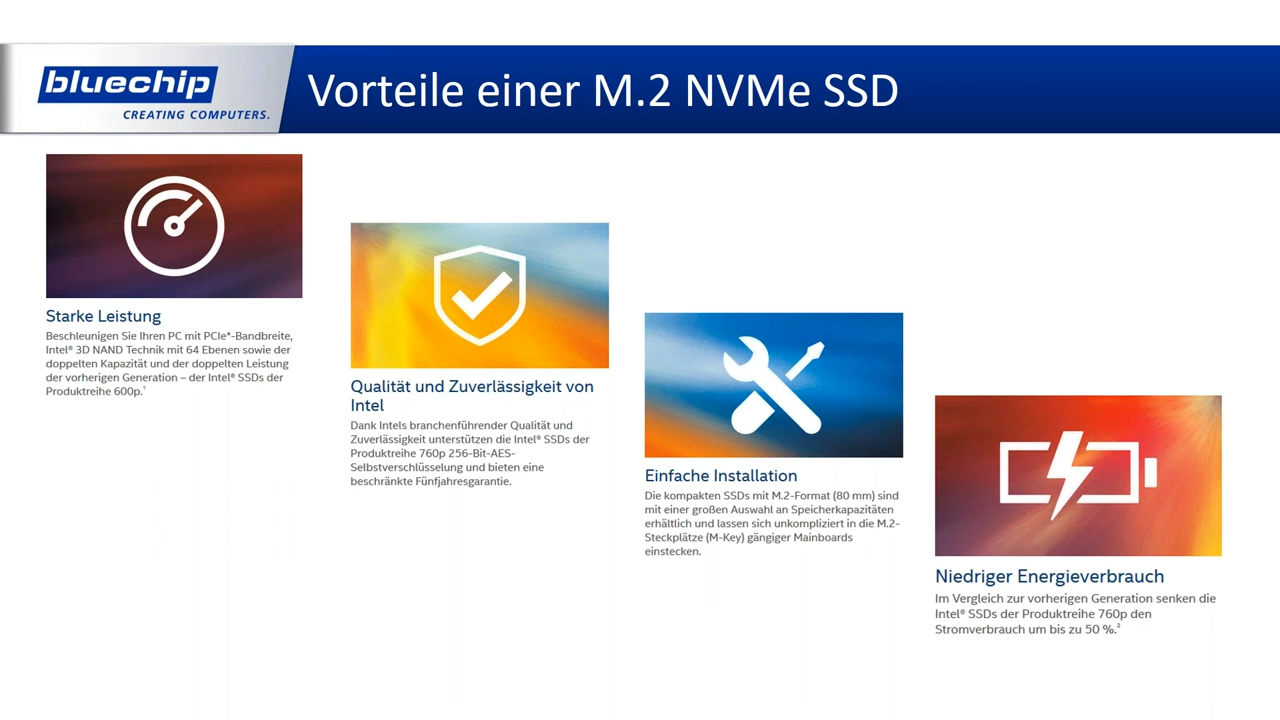 bluechip
CREATING COMPUTERS.
Vorteile einer M.2 NVMe SSD
Starke Leistung
Beschleunigen Sie Ihren PC mit PCIe*-Bandbreite,
Intel® 3D NAND Technik mit 64 Ebenen sowie der
doppelten Kapazität und der doppelten Leistung
der vorherigen Generation – der Intel® SSDs der
Produktreihe 600p.¹
Qualität und Zuverlässigkeit von
Intel
Dank Intels branchenführender Qualität und
Zuverlässigkeit unterstützen die Intel® SSDs der
Produktreihe 760p 256-Bit-AES-
Selbstverschlüsselung und bieten eine
beschränkte Fünfjahresgarantie.
Einfache Installation
Die kompakten SSDs mit M.2-Format (80 mm) sind
mit einer großen Auswahl an Speicherkapazitäten
erhältlich und lassen sich unkompliziert in die M.2-
Steckplätze (M-Key) gängiger Mainboards
einstecken.
Niedriger Energieverbrauch
Im Vergleich zur vorherigen Generation senken die
Intel® SSDs der Produktreihe 760p den
Stromverbrauch um bis zu 50 %.²